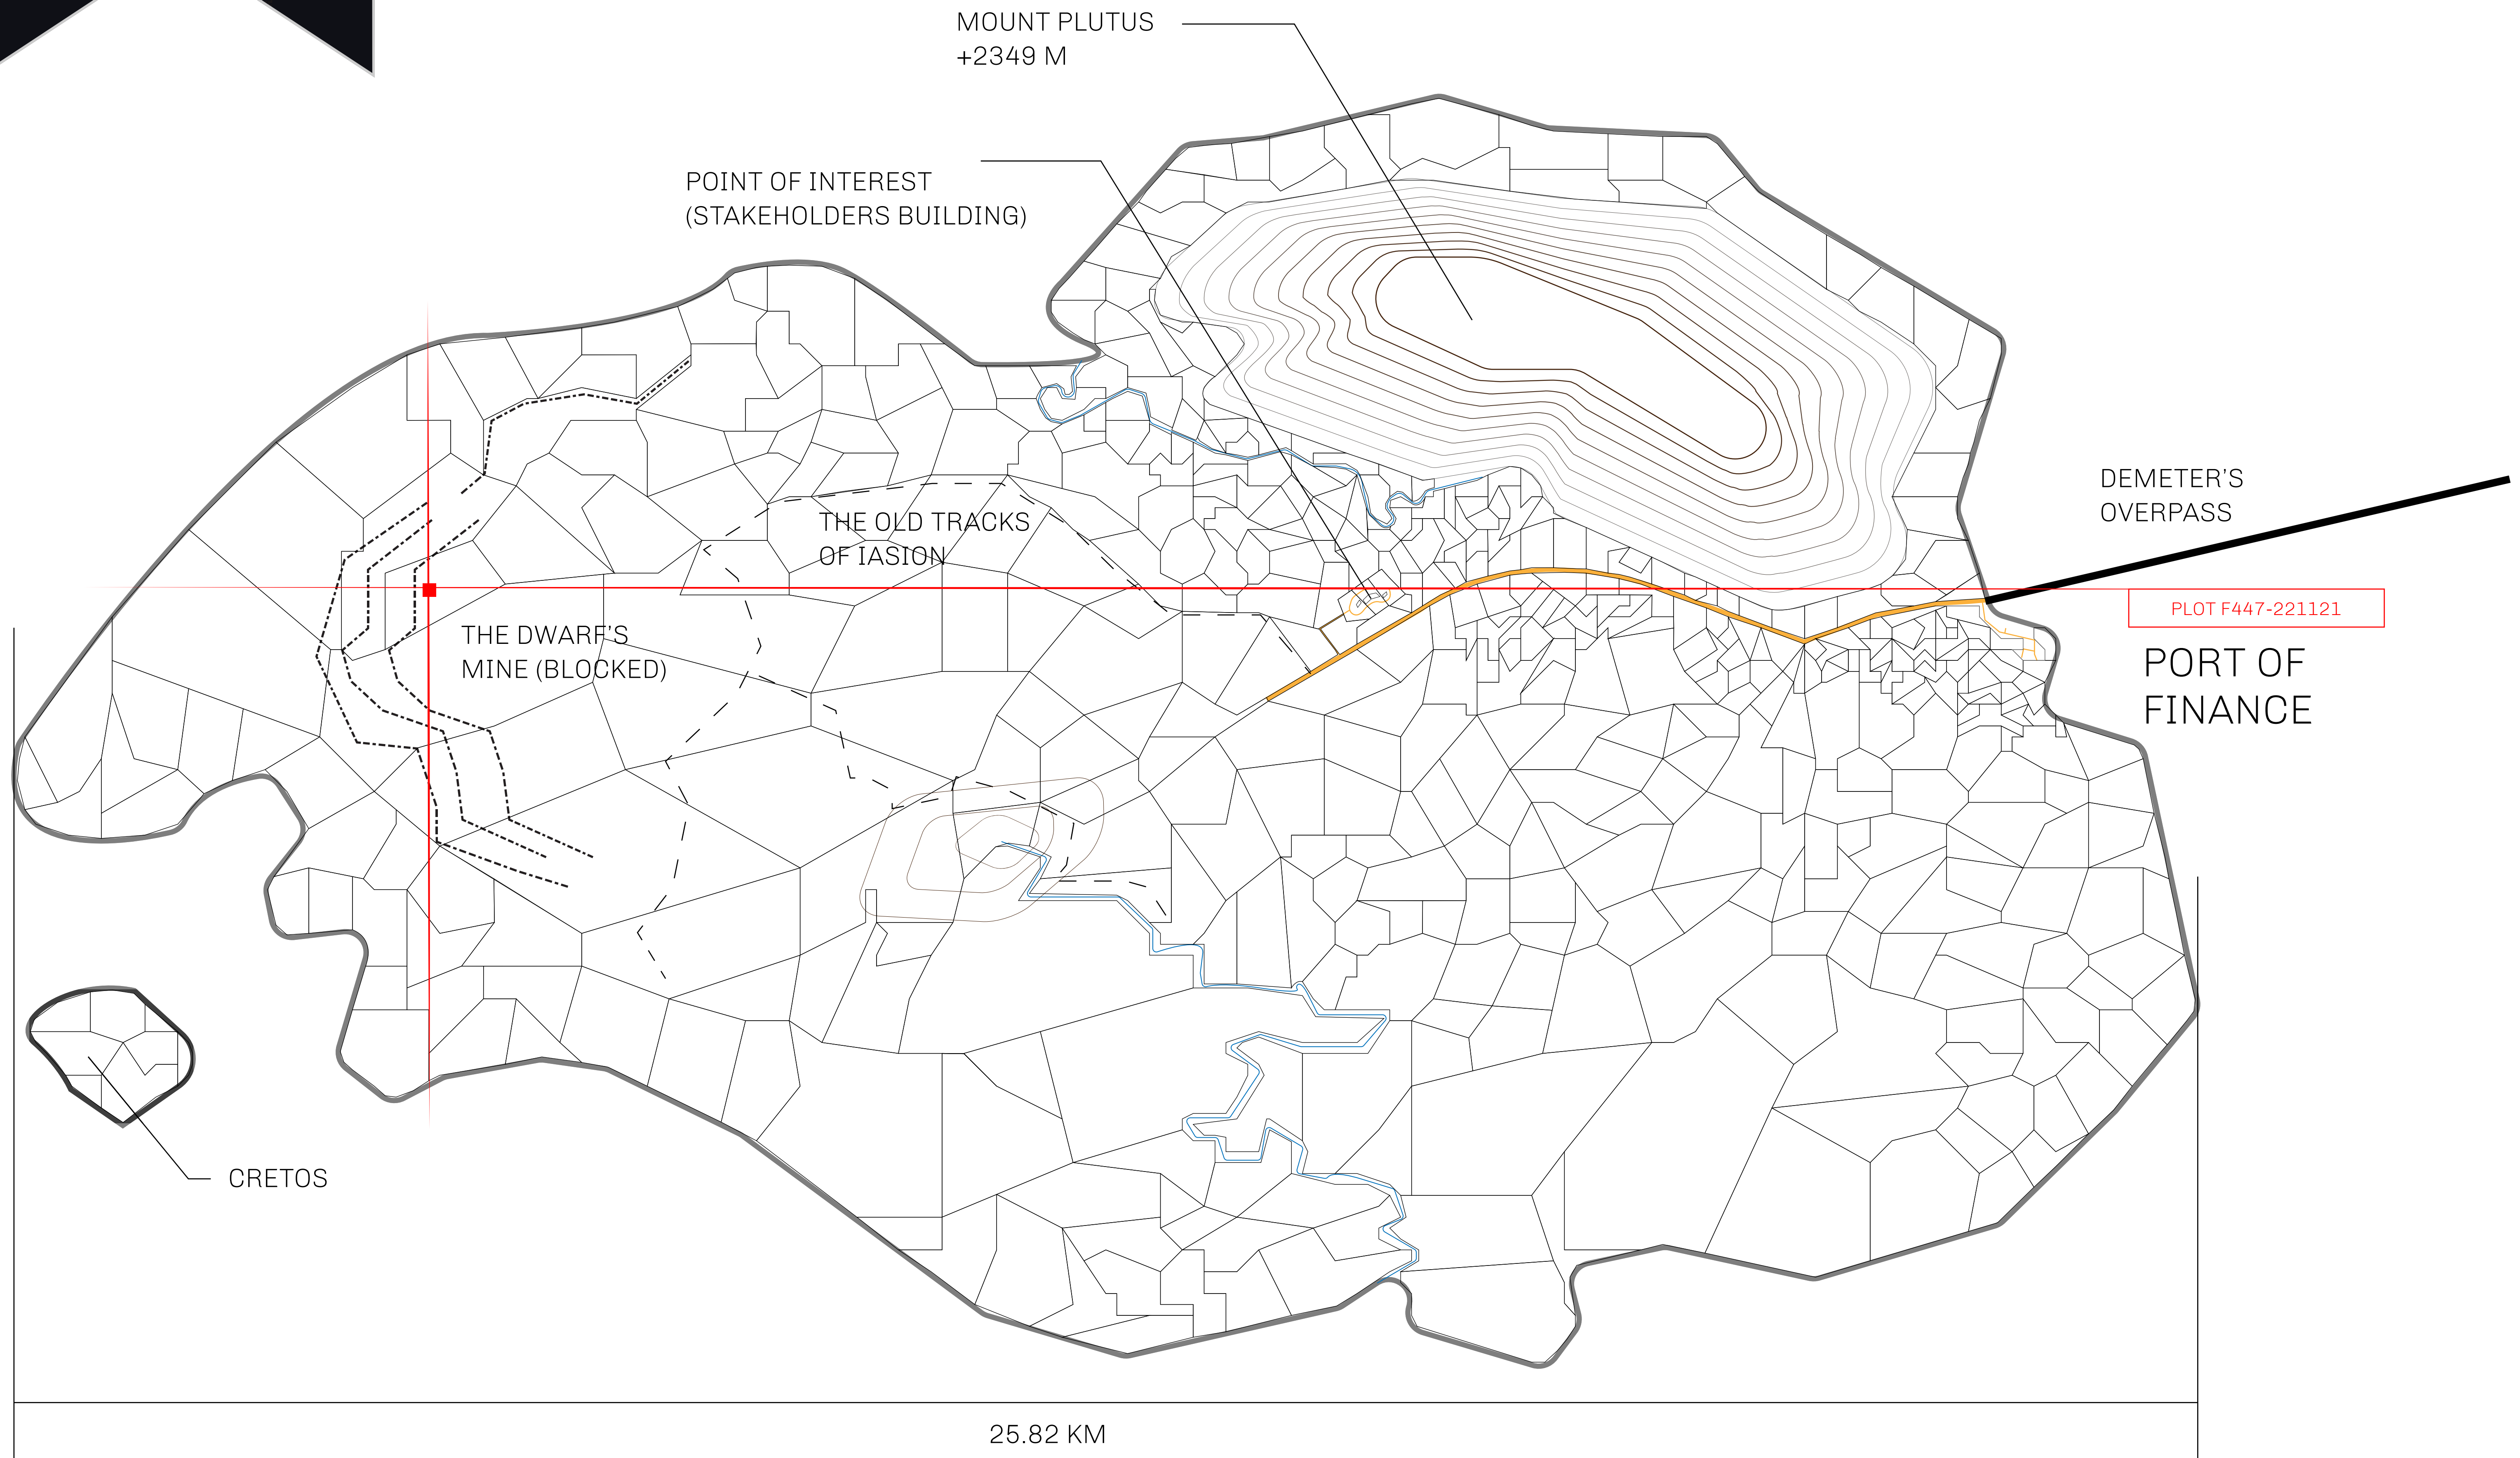 MOUNT PLUTUS
+2349 M
POINT OF INTEREST
(STAKEHOLDERS BUILDING)
DEMETER'S
OVERPASS
THE OLD TRACKS
OF IASION
PLOT F447-221121
THE DWARF'S
MINE (BLOCKED)
PORT OF
FINANCE
CRETOS
25.82 KM